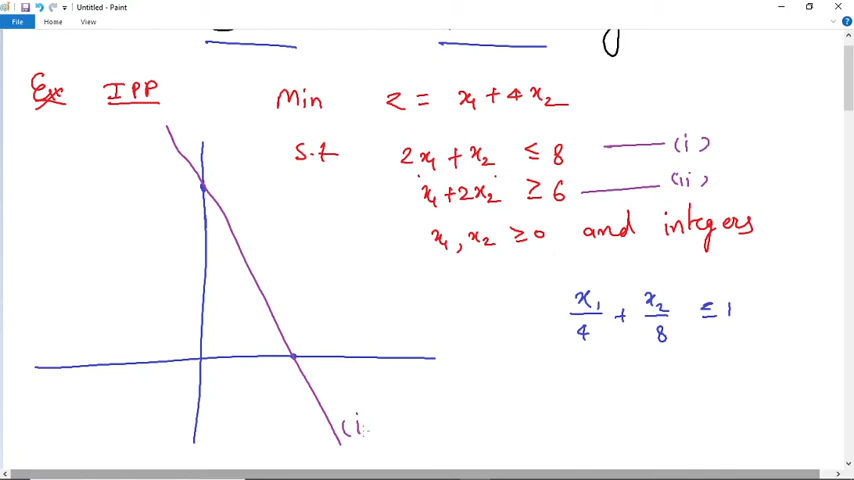 Untitled - Paint
File Home View
Ex IPP Min Z = x₁ + 4x₂
S.t 2x₁ + x₂ ≤ 8 (i)
x₁ + 2x₂ ≥ 6 (ii)
x₁, x₂ ≥ 0 and integers
x₁/4 + x₂/8 ≤ 1
(i